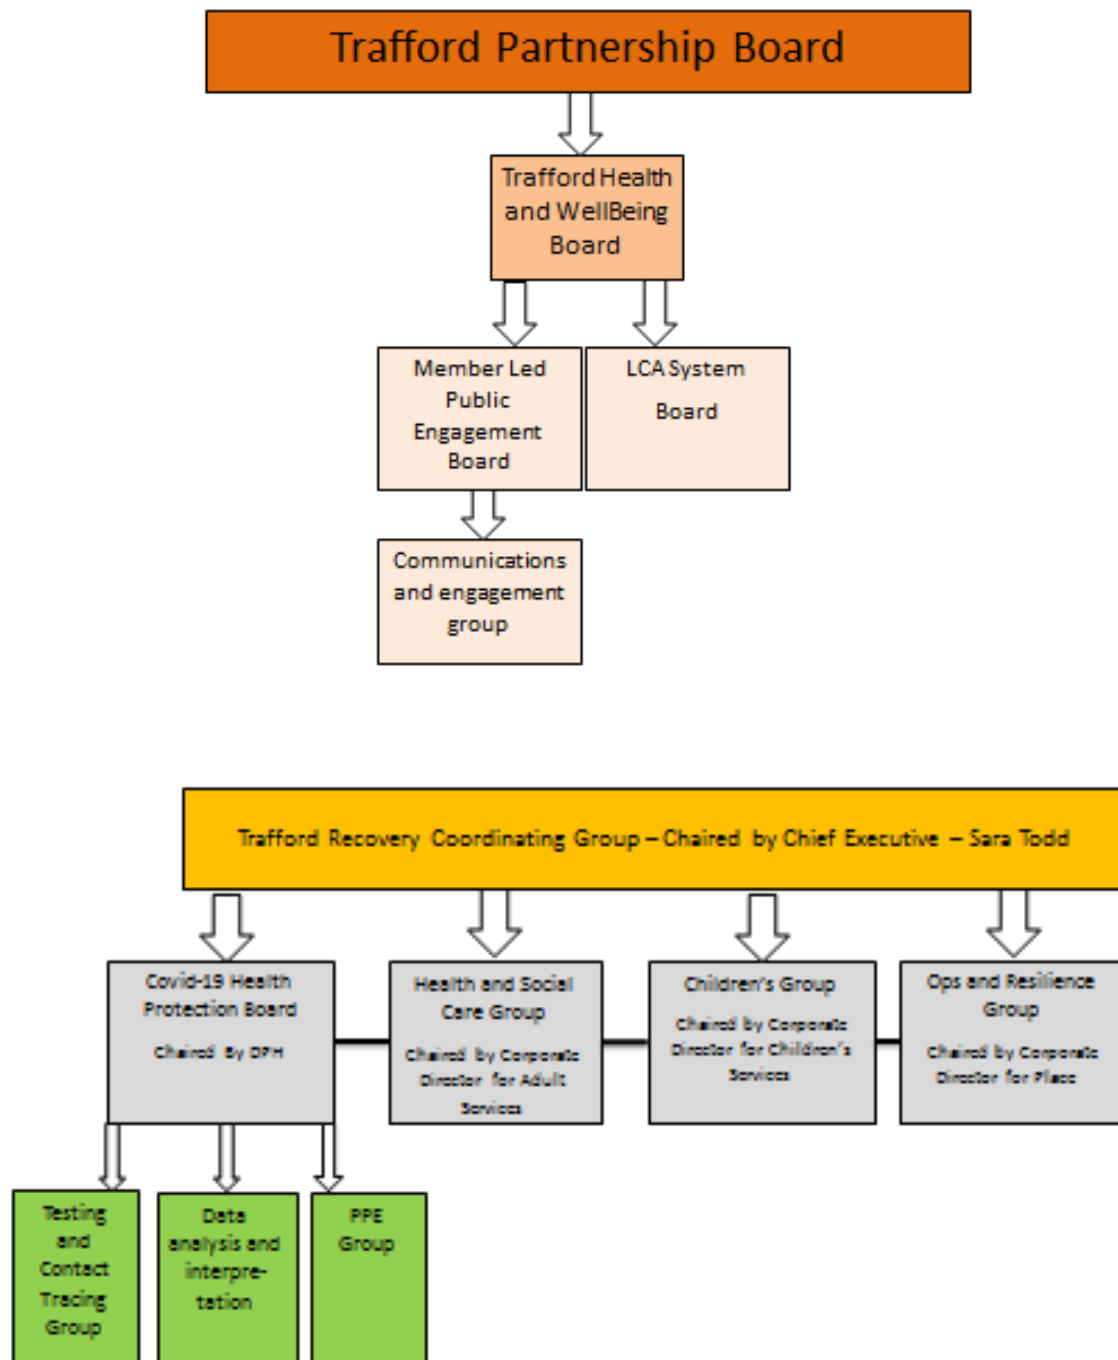 Trafford Partnership Board
Trafford Health
and WellBeing
Board
Member Led
Public
Engagement
Board
LCA System
Board
Communications
and engagement
group
Trafford Recovery Coordinating Group – Chaired by Chief Executive – Sara Todd
Covid-19 Health
Protection Board
Chaired By DPH
Health and Social
Care Group
Chaired by Corporate
Director for Adult
Services
Children's Group
Chaired by Corporate
Director for Children's
Services
Ops and Resilience
Group
Chaired by Corporate
Director for Place
Testing
and
Contact
Tracing
Group
Data
analysis and
interpre-
tation
PPE
Group